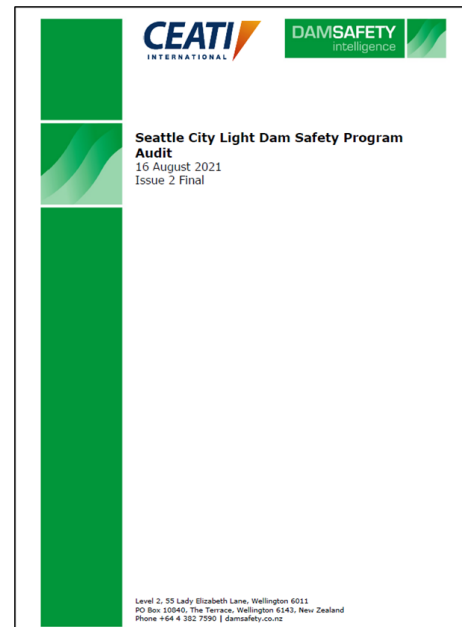 CEATI
INTERNATIONAL
DAMSAFETY
intelligence
Seattle City Light Dam Safety Program
Audit
16 August 2021
Issue 2 Final
Level 2, 55 Lady Elizabeth Lane, Wellington 6011
PO Box 10840, The Terrace, Wellington 6143, New Zealand
Phone +64 4 382 7590 | damsafety.co.nz